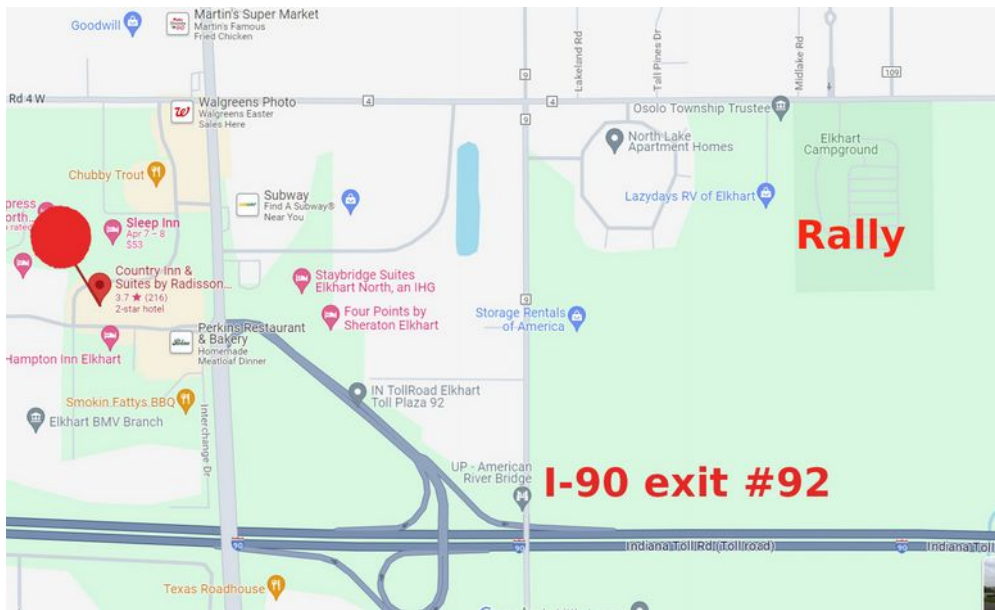 Goodwill
Martin's Super Market
Martin's Famous
Fried Chicken
9
Lakeland Rd
Tall Pines Dr
Midlake Rd
109
Rd 4 W
4
4
9
Walgreens Photo
Walgreens Easter
Sales Here
Osolo Township Trustee
North Lake
Apartment Homes
Elkhart
Campground
Chubby Trout
Subway
Find A Subway®
Near You
Lazydays RV of Elkhart
Sleep Inn
Apr 7 – 8
$53
Rally
Country Inn &
Suites by Radisson...
3.7 ★ (216)
2-star hotel
Staybridge Suites
Elkhart North, an IHG
Four Points by
Sheraton Elkhart
9
Storage Rentals
of America
Hampton Inn Elkhart
Perkins Restaurant
& Bakery
Homemade
Meatloaf Dinner
IN TollRoad Elkhart
Toll Plaza 92
Smokin Fattys BBQ
Elkhart BMV Branch
Interchange Dr
UP - American
River Bridge
I-90 exit #92
90
90
90
Indiana Toll Rd (Toll road)
Indiana Toll
Texas Roadhouse